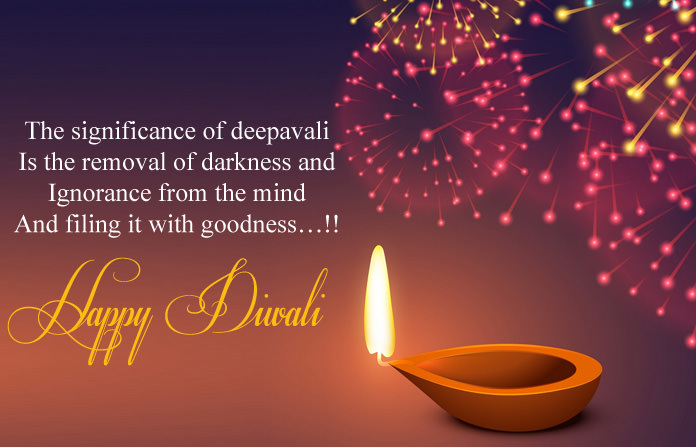 The significance of deepavali
Is the removal of darkness and
Ignorance from the mind
And filing it with goodness…!!
Happy Diwali